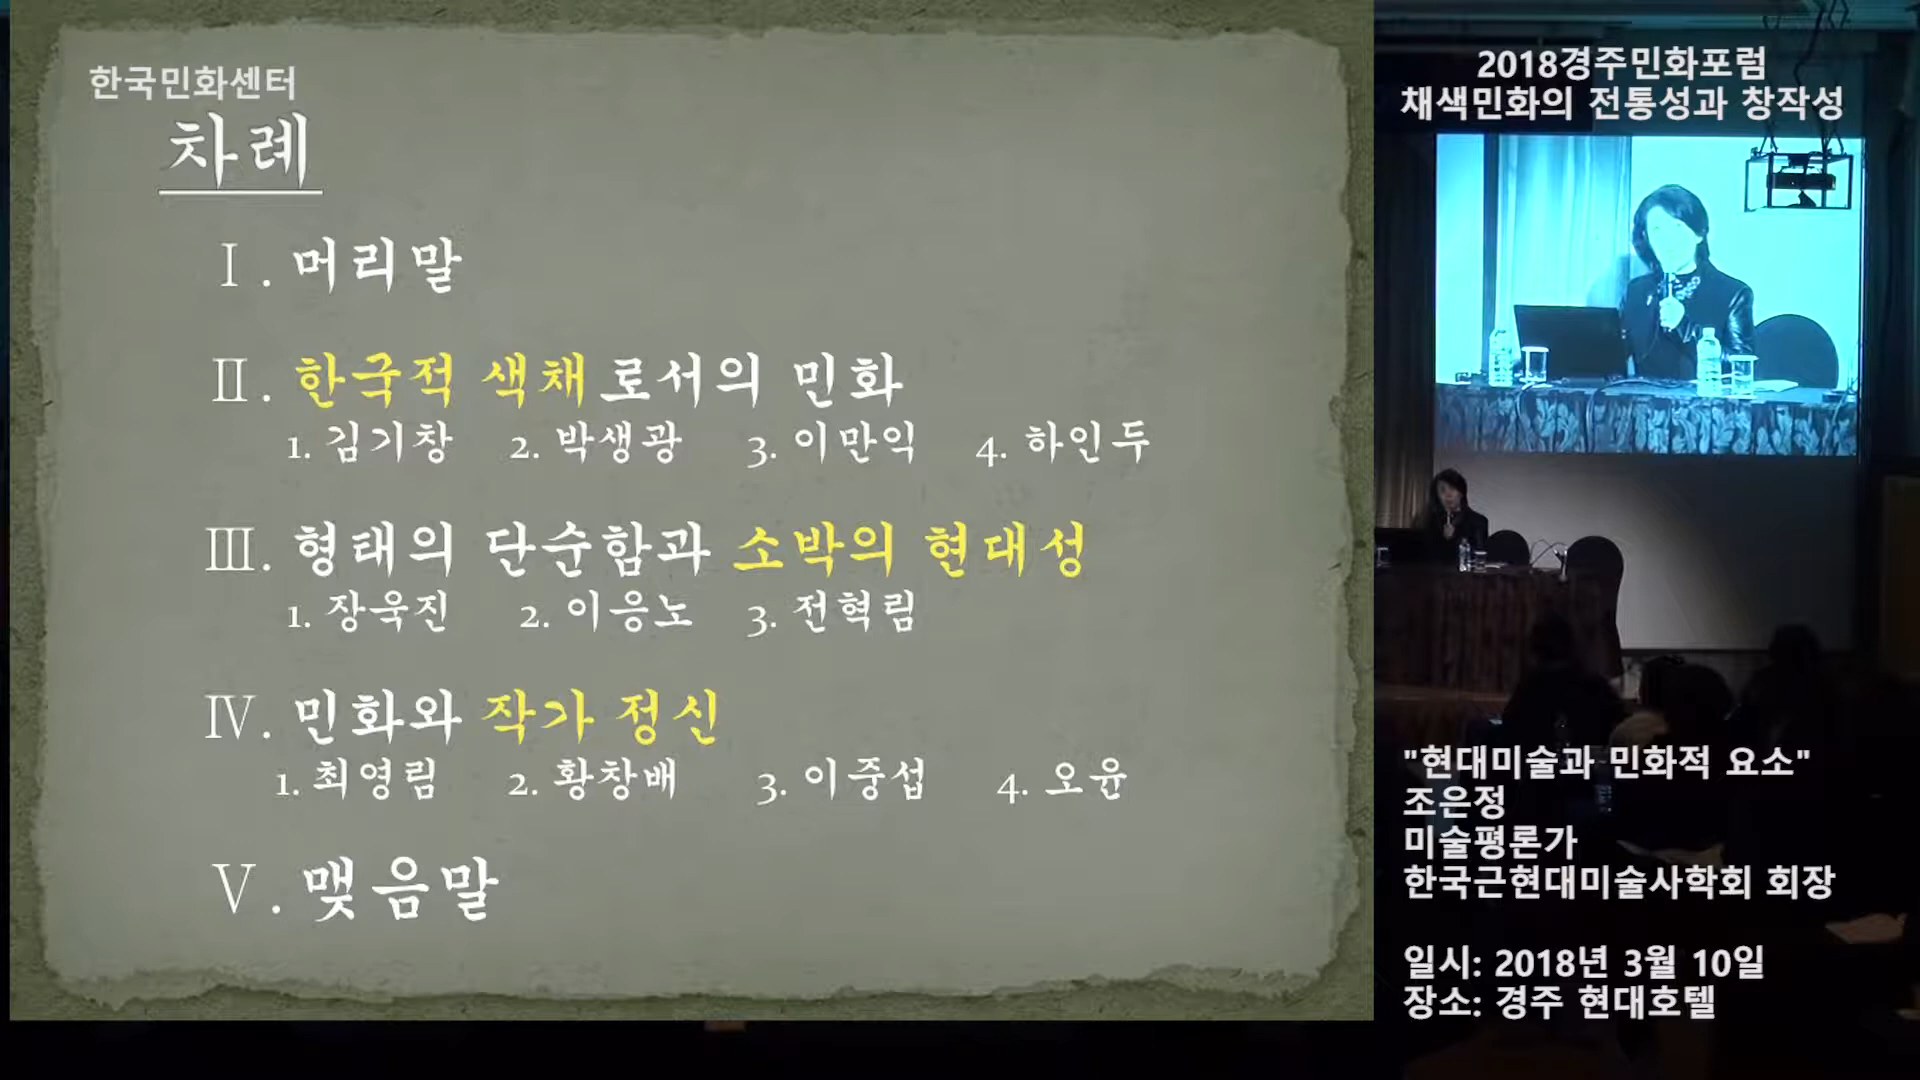 한국민화센터
차례
Ⅰ. 머리말
Ⅱ. 한국적 색채로서의 민화
1. 김기창 2. 박생광 3. 이만익 4. 하인두
Ⅲ. 형태의 단순함과 소박의 현대성
1. 장욱진 2. 이응노 3. 전혁림
Ⅳ. 민화와 작가 정신
1. 최영림 2. 황창배 3. 이중섭 4. 오윤
Ⅴ. 맺음말
2018경주민화포럼
채색민화의 전통성과 창작성
"현대미술과 민화적 요소"
조은정
미술평론가
한국근현대미술사학회 회장
일시: 2018년 3월 10일
장소: 경주 현대호텔